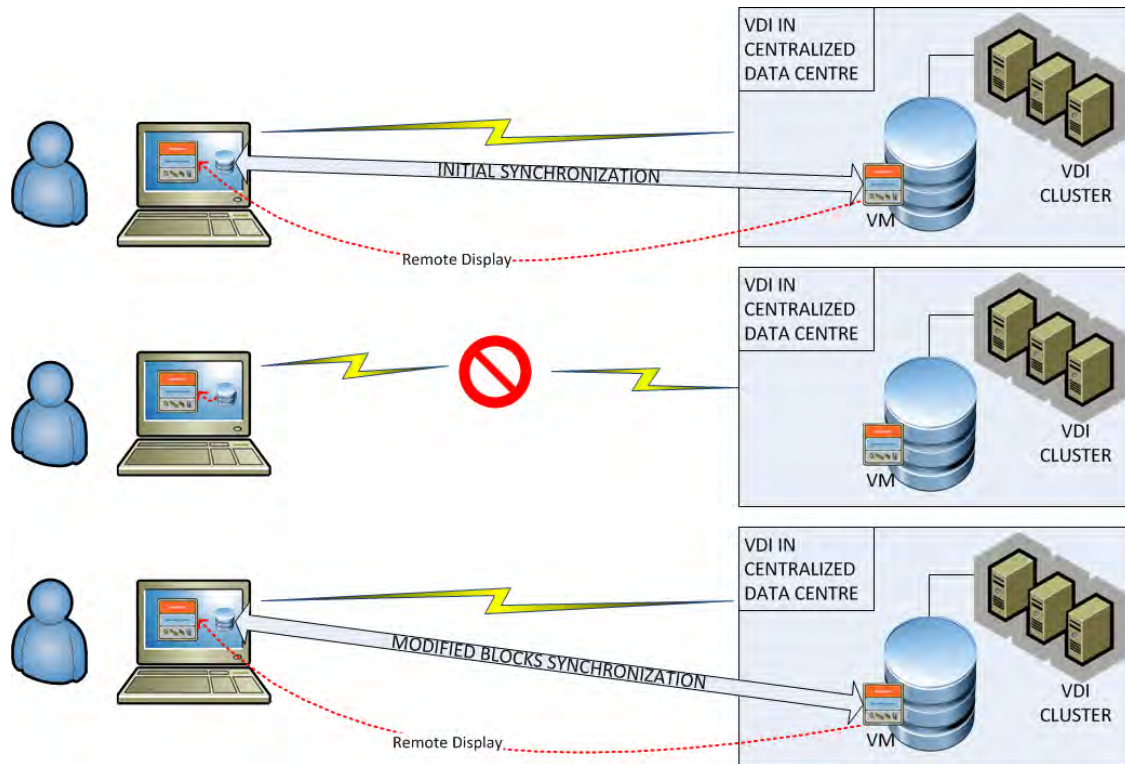 VDI IN
CENTRALIZED
DATA CENTRE
INITIAL SYNCHRONIZATION
VM
VDI
CLUSTER
Remote Display
VDI IN
CENTRALIZED
DATA CENTRE
VM
VDI
CLUSTER
VDI IN
CENTRALIZED
DATA CENTRE
MODIFIED BLOCKS SYNCHRONIZATION
VM
VDI
CLUSTER
Remote Display